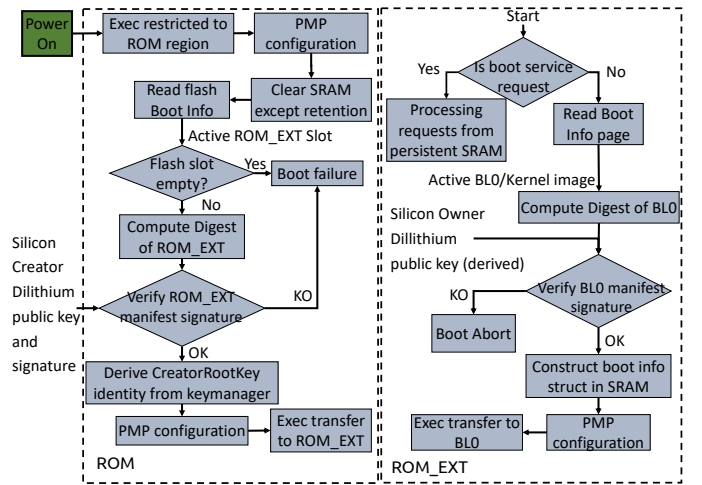 Power
On
Exec restricted to
ROM region
PMP
configuration
Clear SRAM
except retention
Read flash
Boot Info
Active ROM_EXT Slot
Flash slot
empty?
Yes
Boot failure
No
Compute Digest
of ROM_EXT
Silicon
Creator
Dilithium
public key
and
signature
Verify ROM_EXT
manifest signature
KO
OK
Derive CreatorRootKey
identity from keymanager
PMP configuration
Exec transfer
to ROM_EXT
ROM
Start
Is boot service
request
Yes
No
Processing
requests from
persistent SRAM
Read Boot
Info page
Active BL0/Kernel image
Compute Digest of BL0
Silicon Owner
Dillithium
public key (derived)
Verify BL0 manifest
signature
KO
Boot Abort
OK
Construct boot info
struct in SRAM
PMP
configuration
Exec transfer to
BL0
ROM_EXT